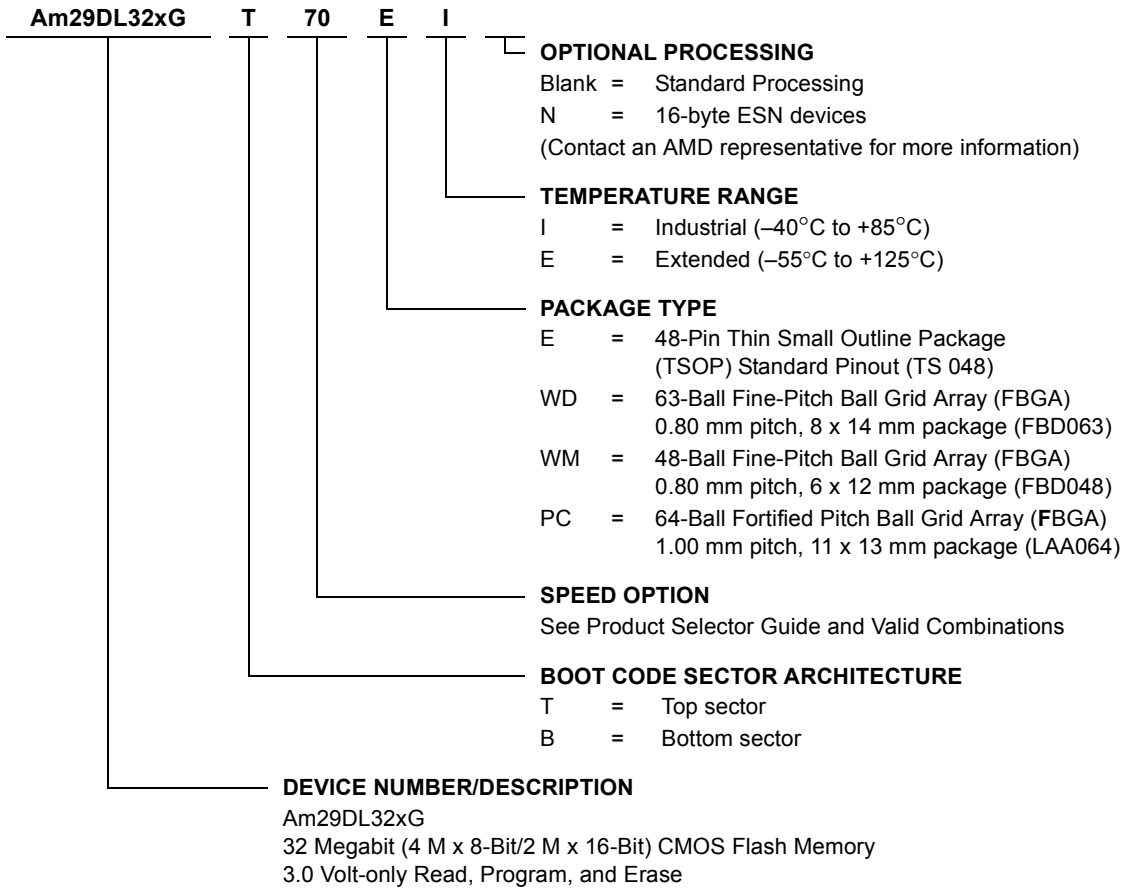 Am29DL32xG T 70 E I
OPTIONAL PROCESSING
Blank = Standard Processing
N = 16-byte ESN devices
(Contact an AMD representative for more information)
TEMPERATURE RANGE
I = Industrial (–40°C to +85°C)
E = Extended (–55°C to +125°C)
PACKAGE TYPE
E = 48-Pin Thin Small Outline Package
(TSOP) Standard Pinout (TS 048)
WD = 63-Ball Fine-Pitch Ball Grid Array (FBGA)
0.80 mm pitch, 8 x 14 mm package (FBD063)
WM = 48-Ball Fine-Pitch Ball Grid Array (FBGA)
0.80 mm pitch, 6 x 12 mm package (FBD048)
PC = 64-Ball Fortified Pitch Ball Grid Array (FBGA)
1.00 mm pitch, 11 x 13 mm package (LAA064)
SPEED OPTION
See Product Selector Guide and Valid Combinations
BOOT CODE SECTOR ARCHITECTURE
T = Top sector
B = Bottom sector
DEVICE NUMBER/DESCRIPTION
Am29DL32xG
32 Megabit (4 M x 8-Bit/2 M x 16-Bit) CMOS Flash Memory
3.0 Volt-only Read, Program, and Erase